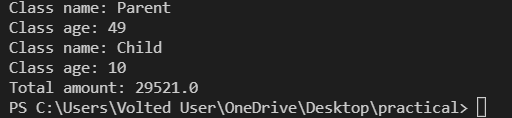 Class name: Parent
Class age: 49
Class name: Child
Class age: 10
Total amount: 29521.0
PS C:\Users\Volted User\OneDrive\Desktop\practical>